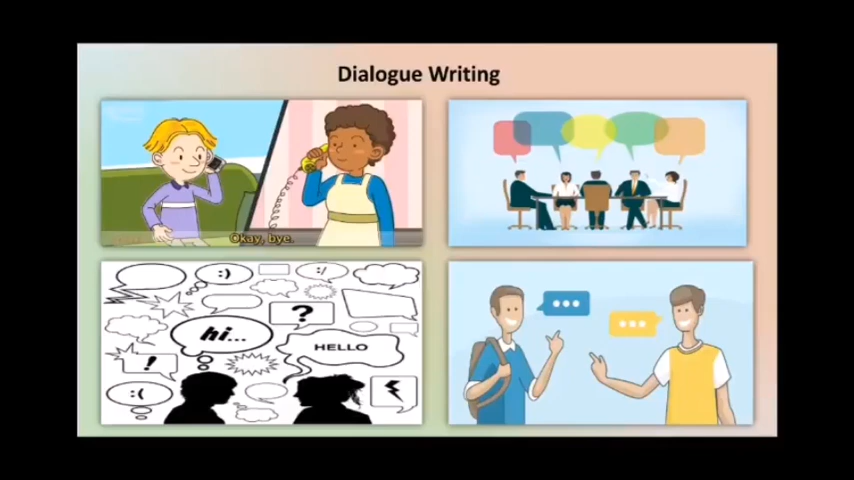 Dialogue Writing
Okay, bye.
:)
:/
hi...
?
HELLO
!
:(